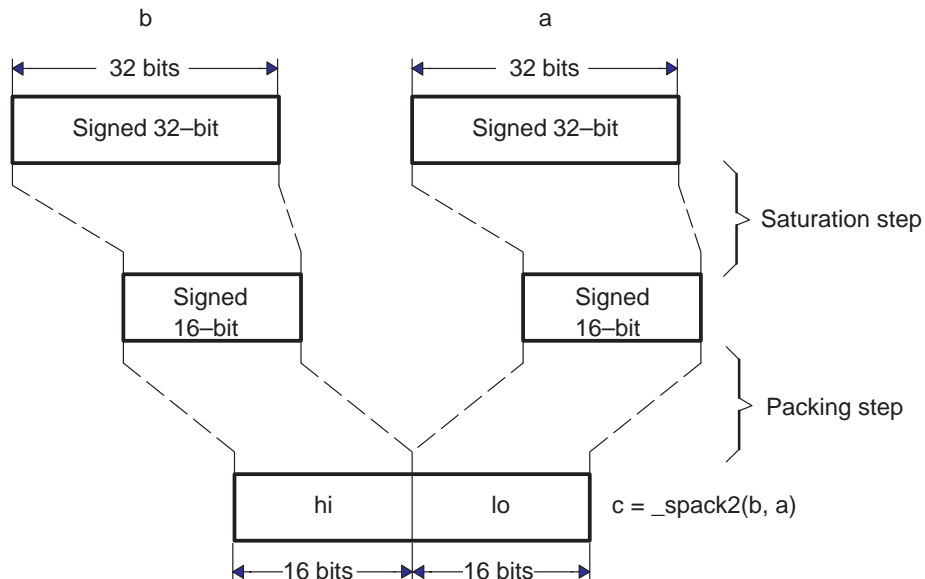 b
a
32 bits
32 bits
Signed 32–bit
Signed 32–bit
Saturation step
Signed
16–bit
Signed
16–bit
Packing step
hi
lo
c = _spack2(b, a)
16 bits
16 bits